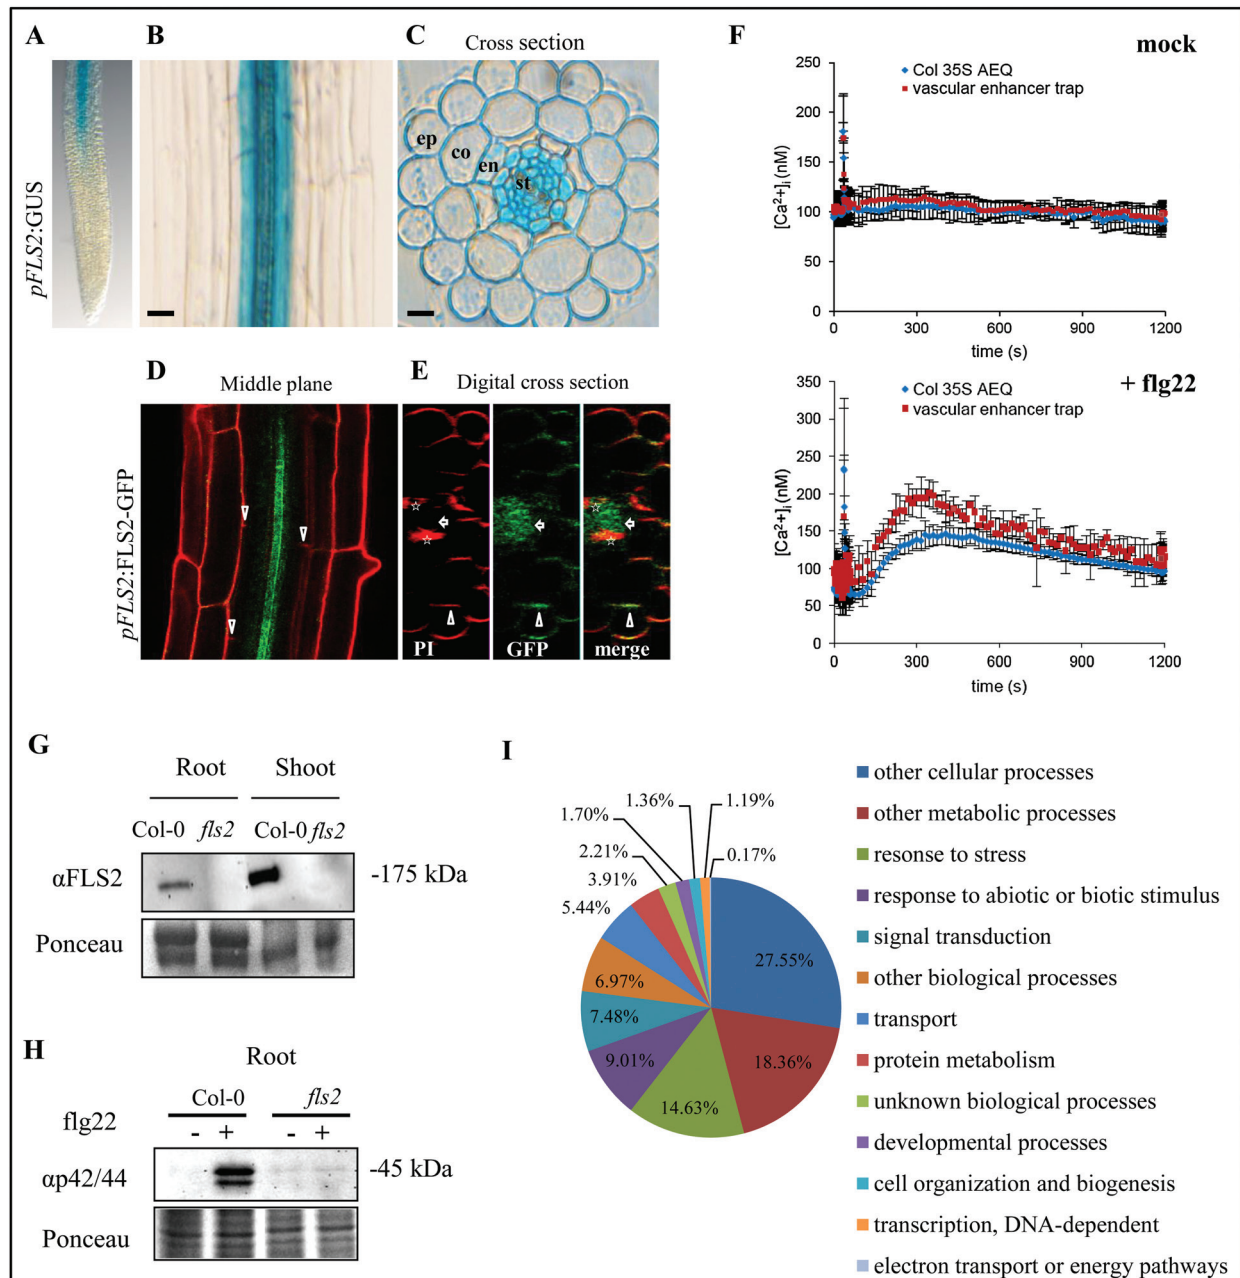 A
B
C
Cross section
pFLS2:GUS
ep
co
en
st
D
Middle plane
E
Digital cross section
pFLS2:FLS2-GFP
PI
GFP
merge
F
mock
Col 35S AEQ
vascular enhancer trap
[Ca²⁺]ᵢ(nM)
250
200
150
100
50
0
0 300 600 900 1200
time (s)
+ flg22
Col 35S AEQ
vascular enhancer trap
[Ca²⁺]ᵢ(nM)
350
300
250
200
150
100
50
0
0 300 600 900 1200
time (s)
G
Root Shoot
Col-0 fls2 Col-0 fls2
αFLS2
-175 kDa
Ponceau
H
Root
Col-0 fls2
flg22
- + - +
αp42/44
-45 kDa
Ponceau
I
1.36%
1.19%
1.70%
0.17%
2.21%
3.91%
5.44%
6.97%
7.48%
9.01%
14.63%
18.36%
27.55%
other cellular processes
other metabolic processes
resonse to stress
response to abiotic or biotic stimulus
signal transduction
other biological processes
transport
protein metabolism
unknown biological processes
developmental processes
cell organization and biogenesis
transcription, DNA-dependent
electron transport or energy pathways